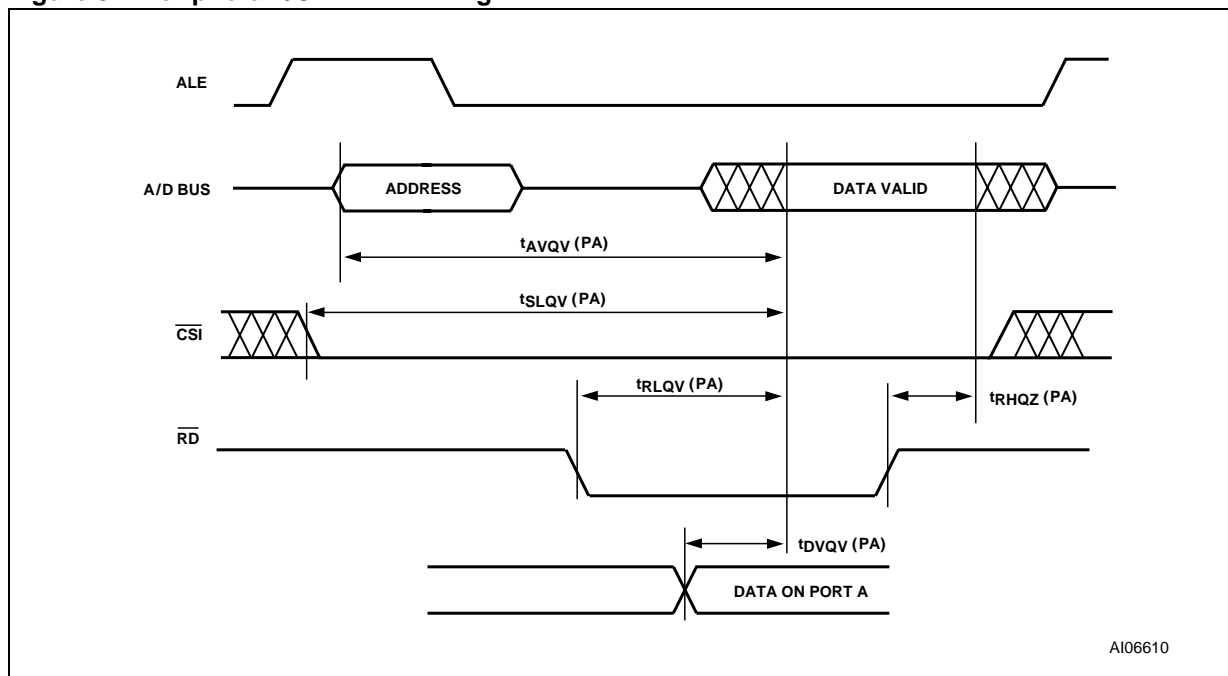 ALE
A/D BUS
ADDRESS
DATA VALID
tAVQV (PA)
tSLQV (PA)
CSI
tRLQV (PA)
tRHQZ (PA)
RD
tDVQV (PA)
DATA ON PORT A
AI06610